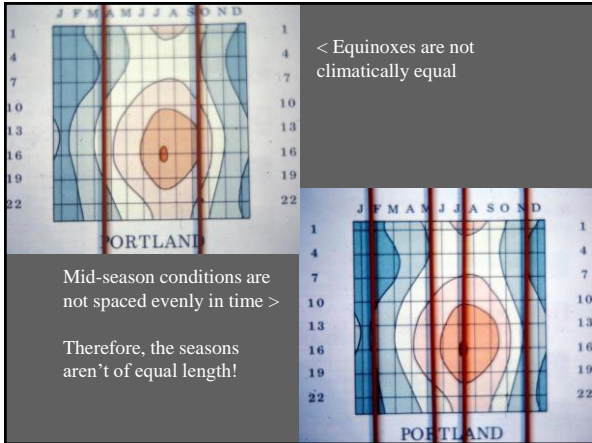 J F M A M J J A S O N D
1 1
4 4
7 7
10 10
13 13
16 16
19 19
22 22
PORTLAND
< Equinoxes are not
climatically equal
Mid-season conditions are
not spaced evenly in time >
Therefore, the seasons
aren't of equal length!
J F M A M J J A S O N D
1 1
4 4
7 7
10 10
13 13
16 16
19 19
22 22
PORTLAND